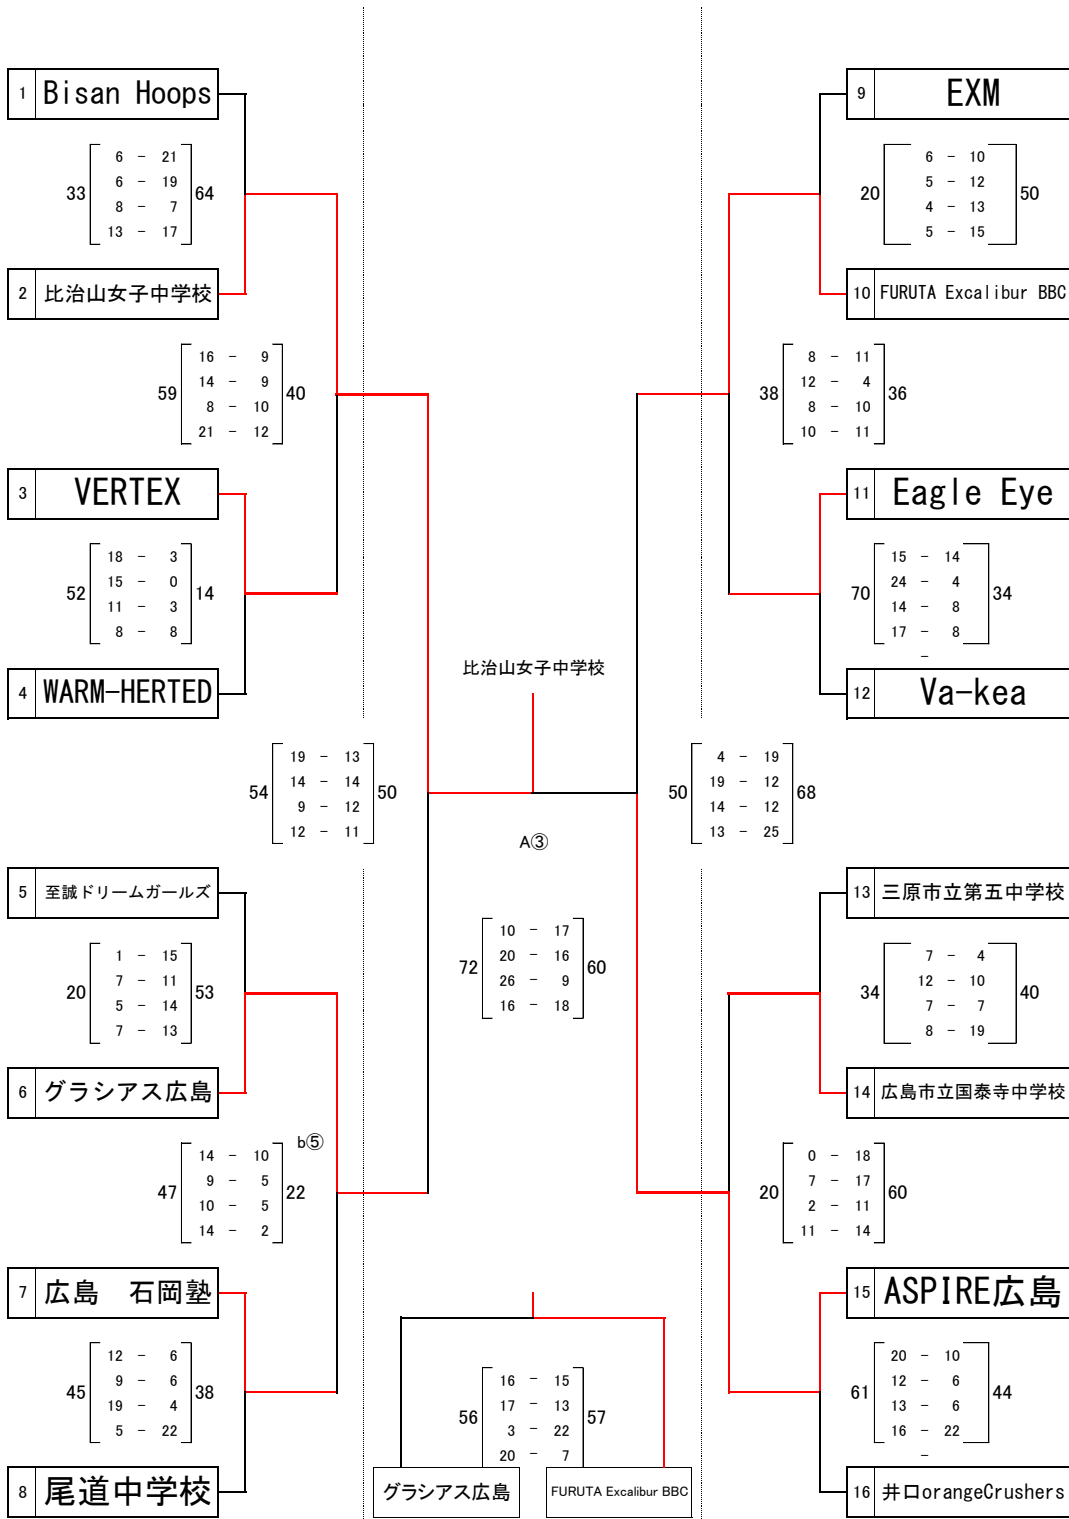 1 Bisan Hoops
33 64
6 - 21
6 - 19
8 - 7
13 - 17
2 比治山女子中学校
59 40
16 - 9
14 - 9
8 - 10
21 - 12
3 VERTEX
52 14
18 - 3
15 - 0
11 - 3
8 - 8
4 WARM-HERTED
54 50
19 - 13
14 - 14
9 - 12
12 - 11
5 至誠ドリームガールズ
20 53
1 - 15
7 - 11
5 - 14
7 - 13
6 グラシアス広島
b⑤
47 22
14 - 10
9 - 5
10 - 5
14 - 2
7 広島 石岡塾
45 38
12 - 6
9 - 6
19 - 4
5 - 22
8 尾道中学校
比治山女子中学校
A③
72 60
10 - 17
20 - 16
26 - 9
16 - 18
56 57
16 - 15
17 - 13
3 - 22
20 - 7
グラシアス広島
FURUTA Excalibur BBC
9 EXM
20 50
6 - 10
5 - 12
4 - 13
5 - 15
10 FURUTA Excalibur BBC
38 36
8 - 11
12 - 4
8 - 10
10 - 11
11 Eagle Eye
70 34
15 - 14
24 - 4
14 - 8
17 - 8
-
12 Va-kea
50 68
4 - 19
19 - 12
14 - 12
13 - 25
13 三原市立第五中学校
34 40
7 - 4
12 - 10
7 - 7
8 - 19
14 広島市立国泰寺中学校
20 60
0 - 18
7 - 17
2 - 11
11 - 14
15 ASPIRE広島
61 44
20 - 10
12 - 6
13 - 6
16 - 22
-
16 井口orangeCrushers